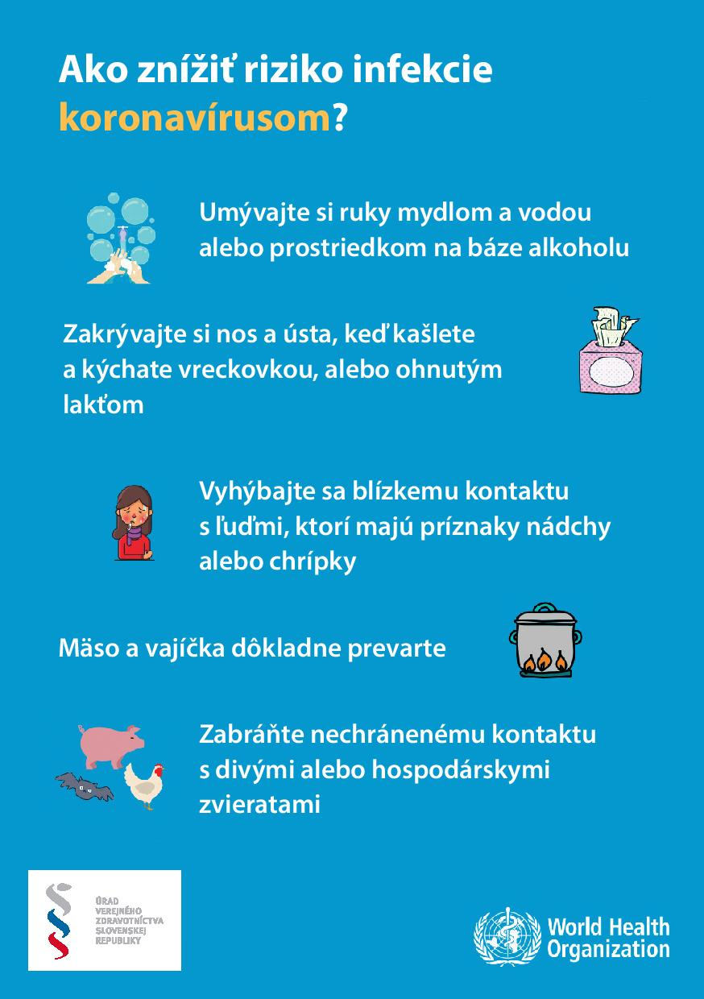 Ako znížiť riziko infekcie
koronavírusom?
Umývajte si ruky mydlom a vodou
alebo prostriedkom na báze alkoholu
Zakrývajte si nos a ústa, keď kašlete
a kýchate vreckovkou, alebo ohnutým
lakťom
Vyhýbajte sa blízkemu kontaktu
s ľuďmi, ktorí majú príznaky nádchy
alebo chrípky
Mäso a vajíčka dôkladne prevarte
Zabráňte nechránenému kontaktu
s divými alebo hospodárskymi
zvieratami
ÚRAD
VEREJNÉHO
ZDRAVOTNÍCTVA
SLOVENSKEJ
REPUBLIKY
World Health
Organization